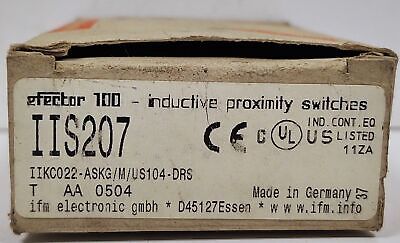 efector 100 - inductive proximity switches
IIS207
CE C UL US IND. CONT. EQ
LISTED
11ZA
IIKC022-ASKG/M/US104-DRS
T AA 0504
Made in Germany
ifm electronic gmbh * D45127Essen * www.ifm.info